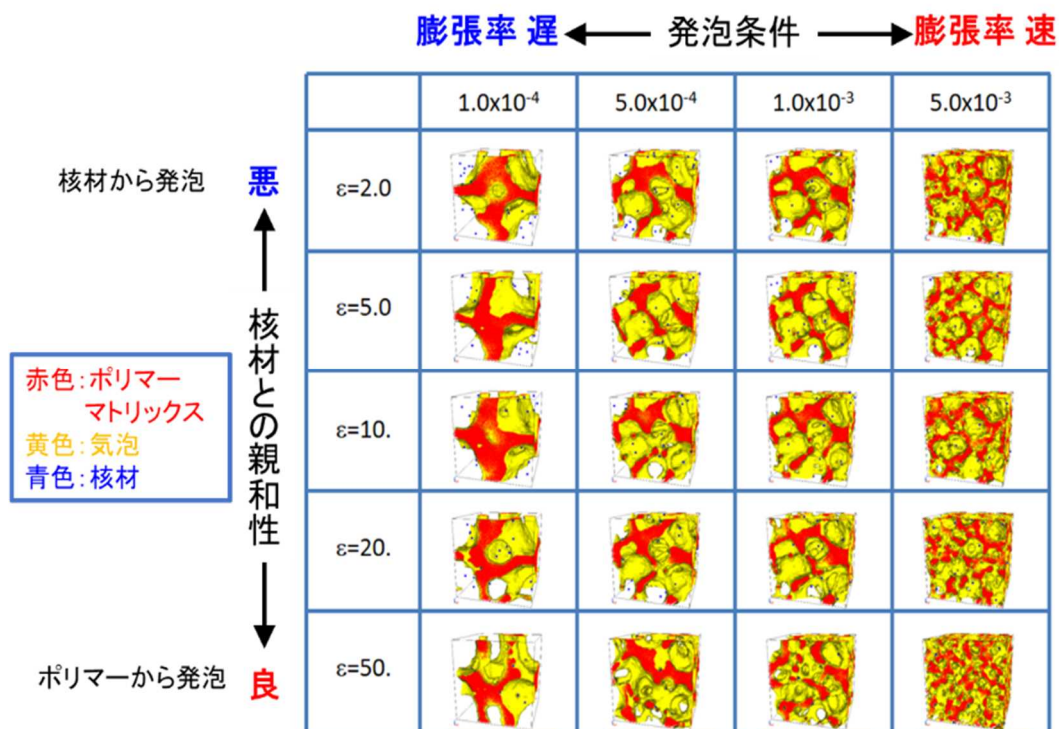 膨張率 遅 発泡条件 膨張率 速
1.0x10⁻⁴ 5.0x10⁻⁴ 1.0x10⁻³ 5.0x10⁻³
核材から発泡 悪
核材との親和性
ポリマーから発泡 良
ε=2.0
ε=5.0
ε=10.
ε=20.
ε=50.
赤色:ポリマー
マトリックス
黄色:気泡
青色:核材